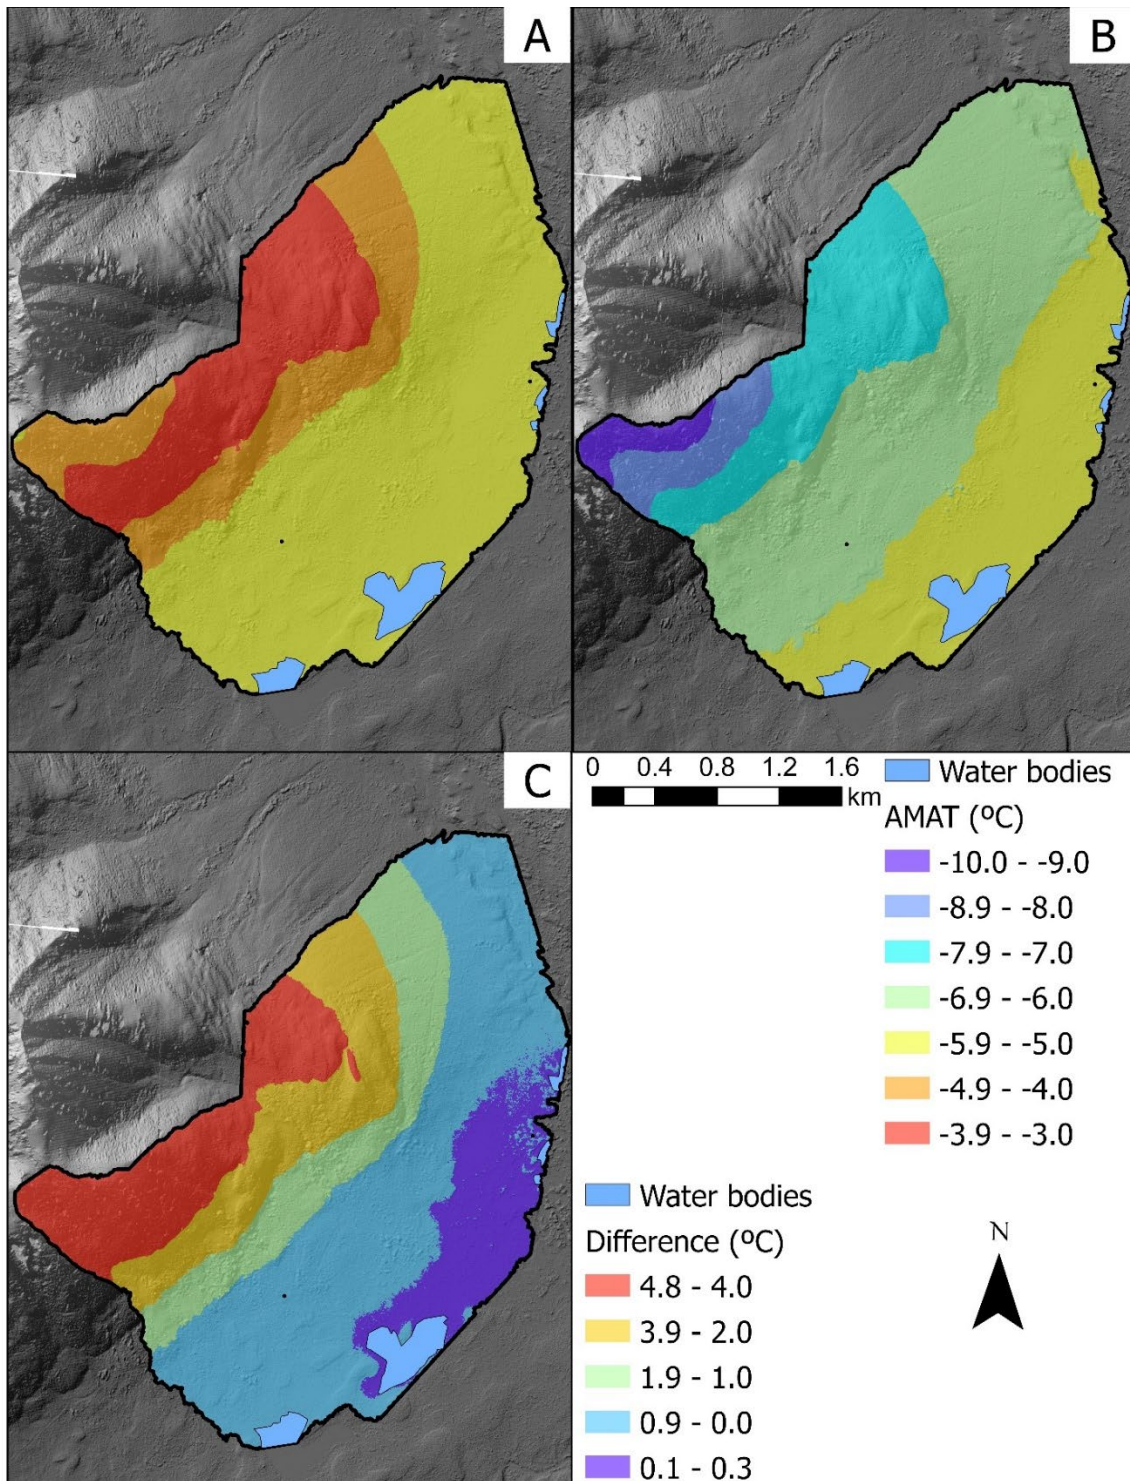 A
B
C
0 0.4 0.8 1.2 1.6
km
Water bodies
AMAT (ºC)
-10.0 - -9.0
-8.9 - -8.0
-7.9 - -7.0
-6.9 - -6.0
-5.9 - -5.0
-4.9 - -4.0
-3.9 - -3.0
Water bodies
Difference (ºC)
4.8 - 4.0
3.9 - 2.0
1.9 - 1.0
0.9 - 0.0
0.1 - 0.3
N